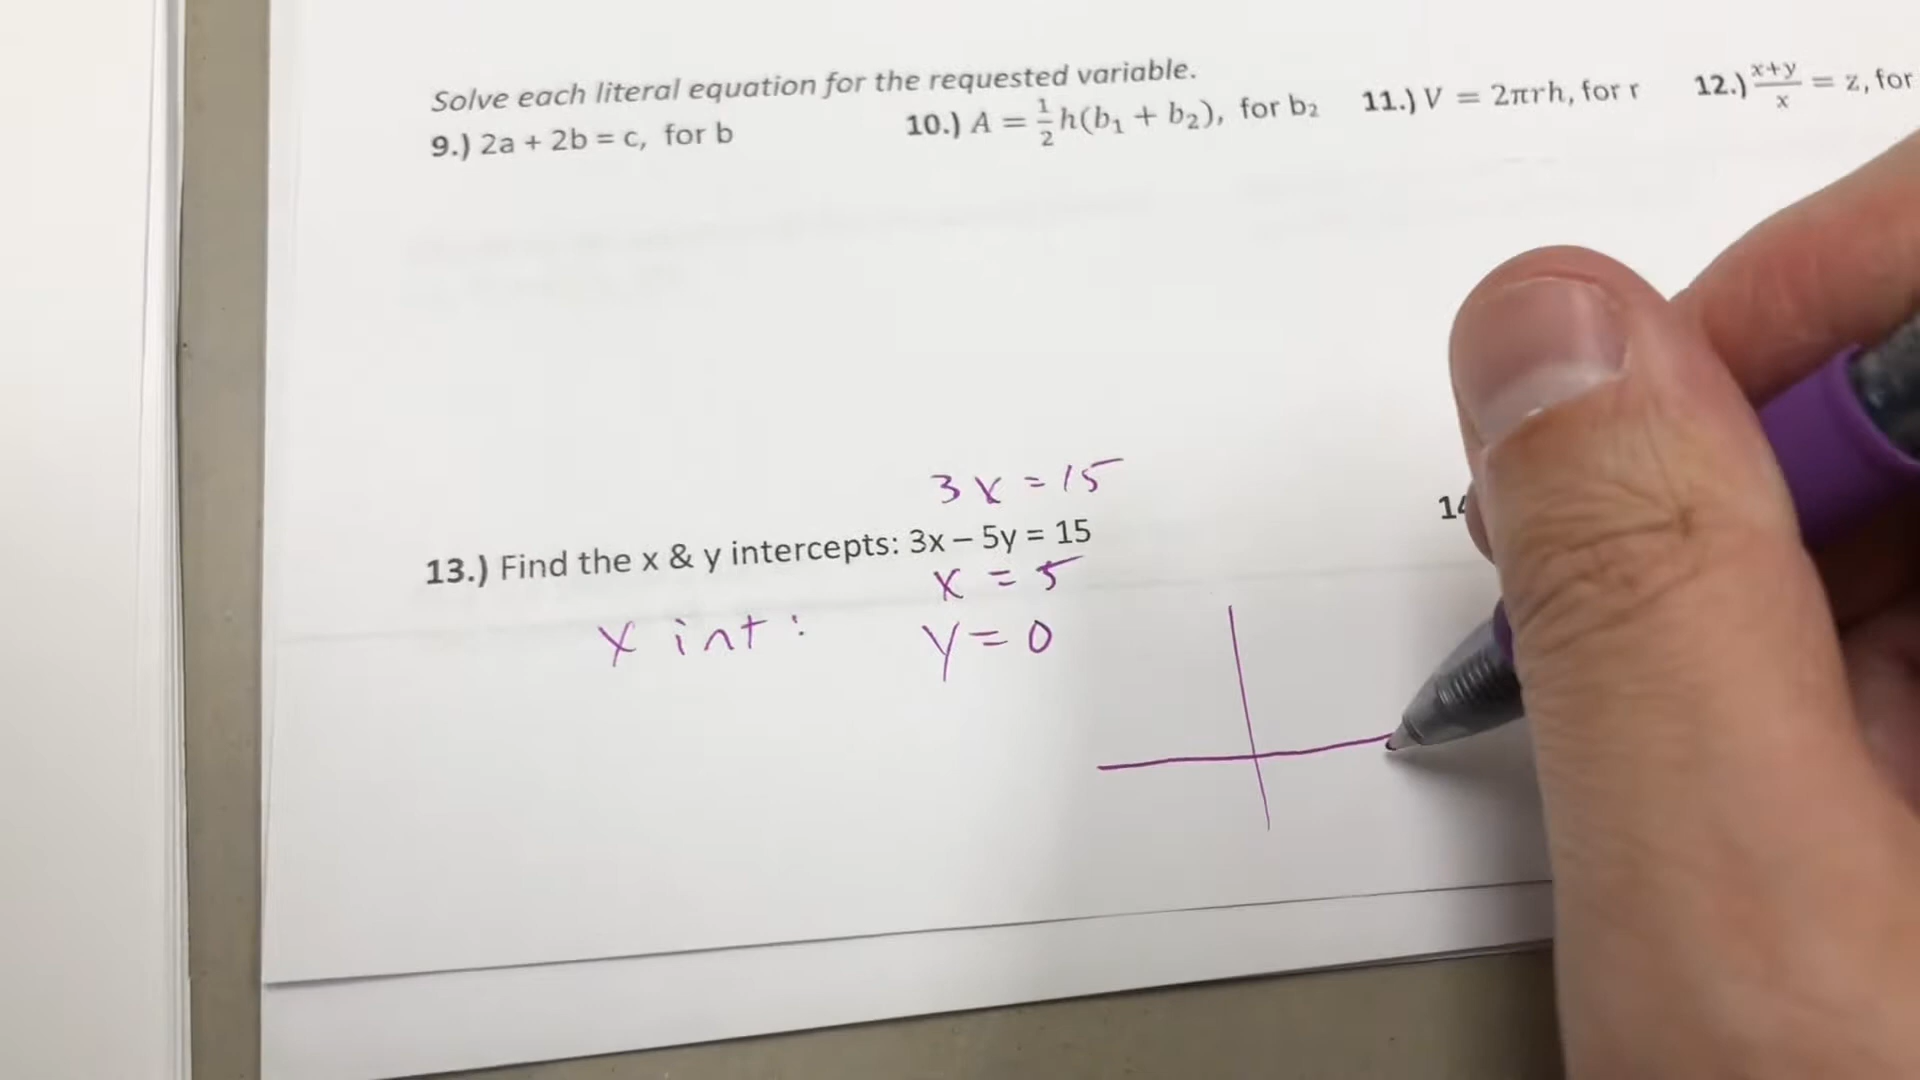 Solve each literal equation for the requested variable.
9.) 2a + 2b = c, for b
10.) A = 1/2 h(b₁ + b₂), for b₂
11.) V = 2πrh, for r
12.) x+y/x = z, for
3x = 15
13.) Find the x & y intercepts: 3x – 5y = 15
x = 5
x int : y = 0